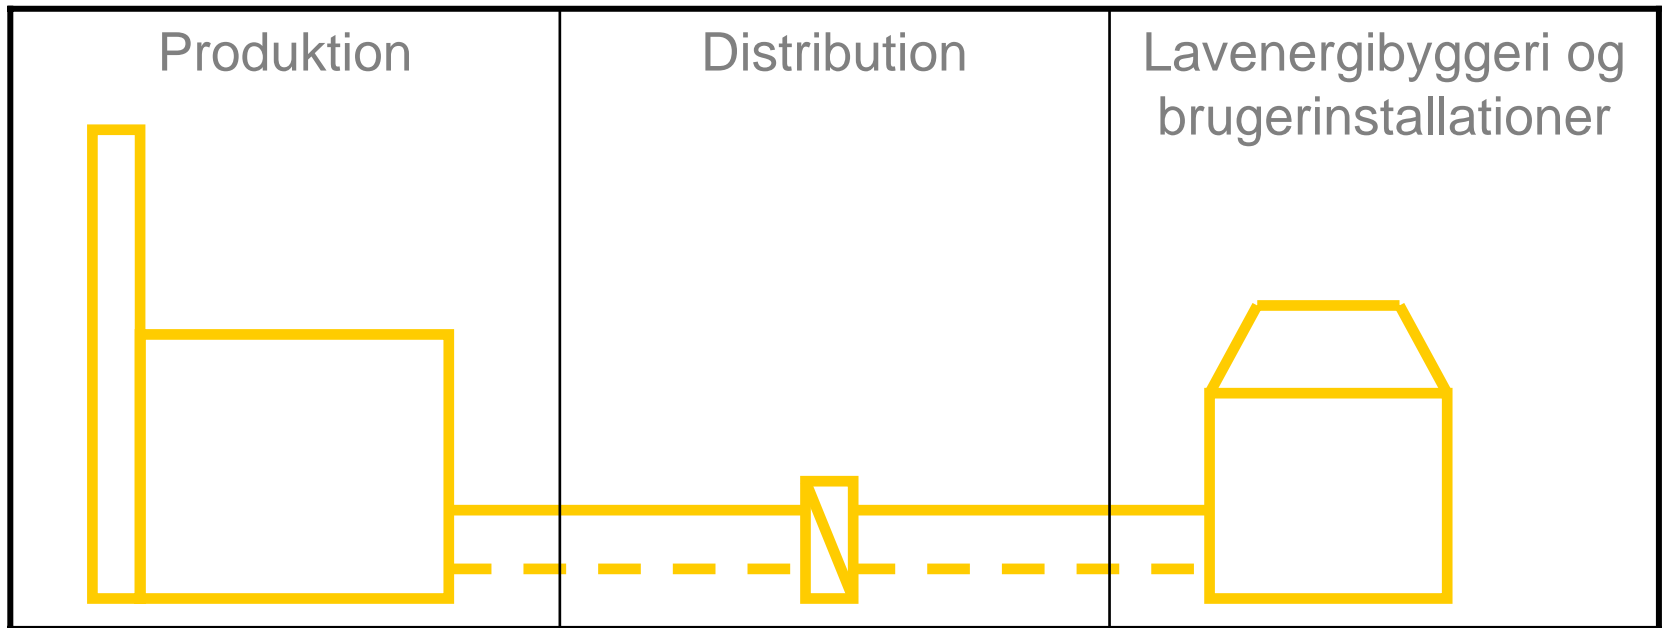 Produktion
Distribution
Lavenergibyggeri og
brugerinstallationer